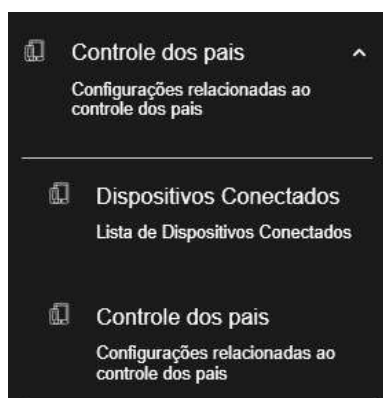 Controle dos pais
Configurações relacionadas ao
controle dos pais
Dispositivos Conectados
Lista de Dispositivos Conectados
Controle dos pais
Configurações relacionadas ao
controle dos pais